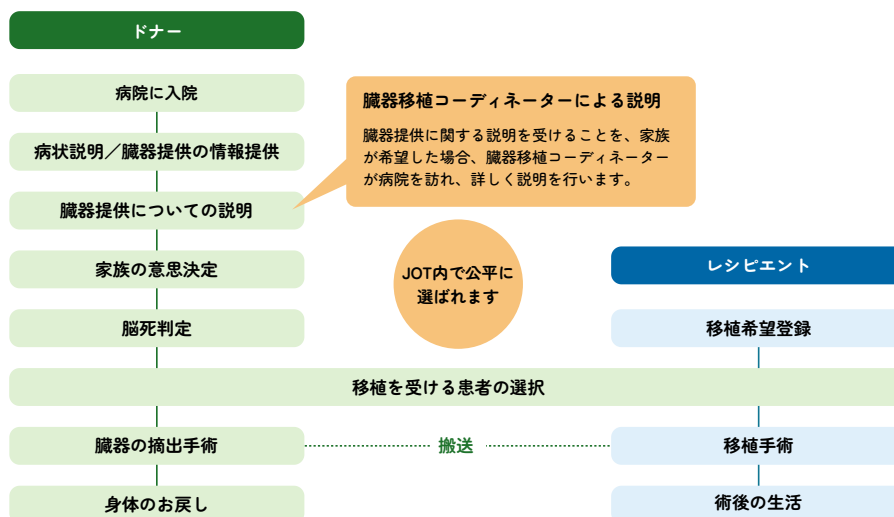 ドナー
病院に入院
病状説明／臓器提供の情報提供
臓器提供についての説明
家族の意思決定
脳死判定
臓器移植コーディネーターによる説明
臓器提供に関する説明を受けることを、家族
が希望した場合、臓器移植コーディネーター
が病院を訪れ、詳しく説明を行います。
JOT内で公平に
選ばれます
レシピエント
移植希望登録
移植を受ける患者の選択
臓器の摘出手術
搬送
移植手術
身体のお戻し
術後の生活